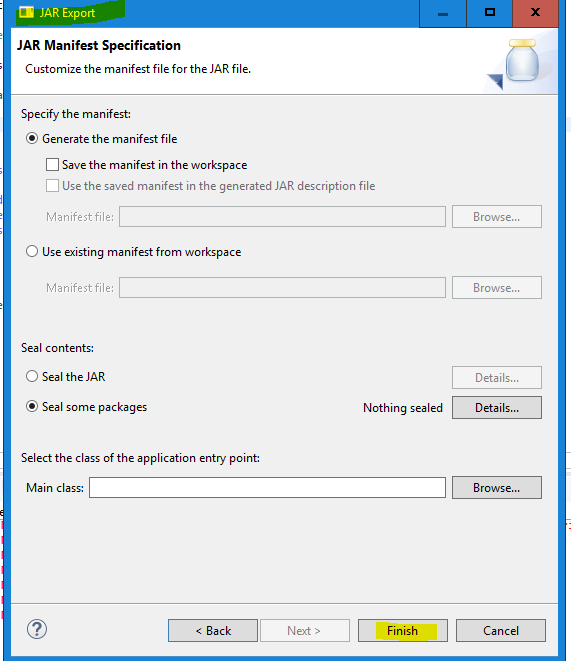 JAR Export
JAR Manifest Specification
Customize the manifest file for the JAR file.
Specify the manifest:
Generate the manifest file
Save the manifest in the workspace
Use the saved manifest in the generated JAR description file
Manifest file: Browse...
Use existing manifest from workspace
Manifest file: Browse...
Seal contents:
Seal the JAR Details...
Seal some packages Nothing sealed Details...
Select the class of the application entry point:
Main class: Browse...
? < Back Next > Finish Cancel